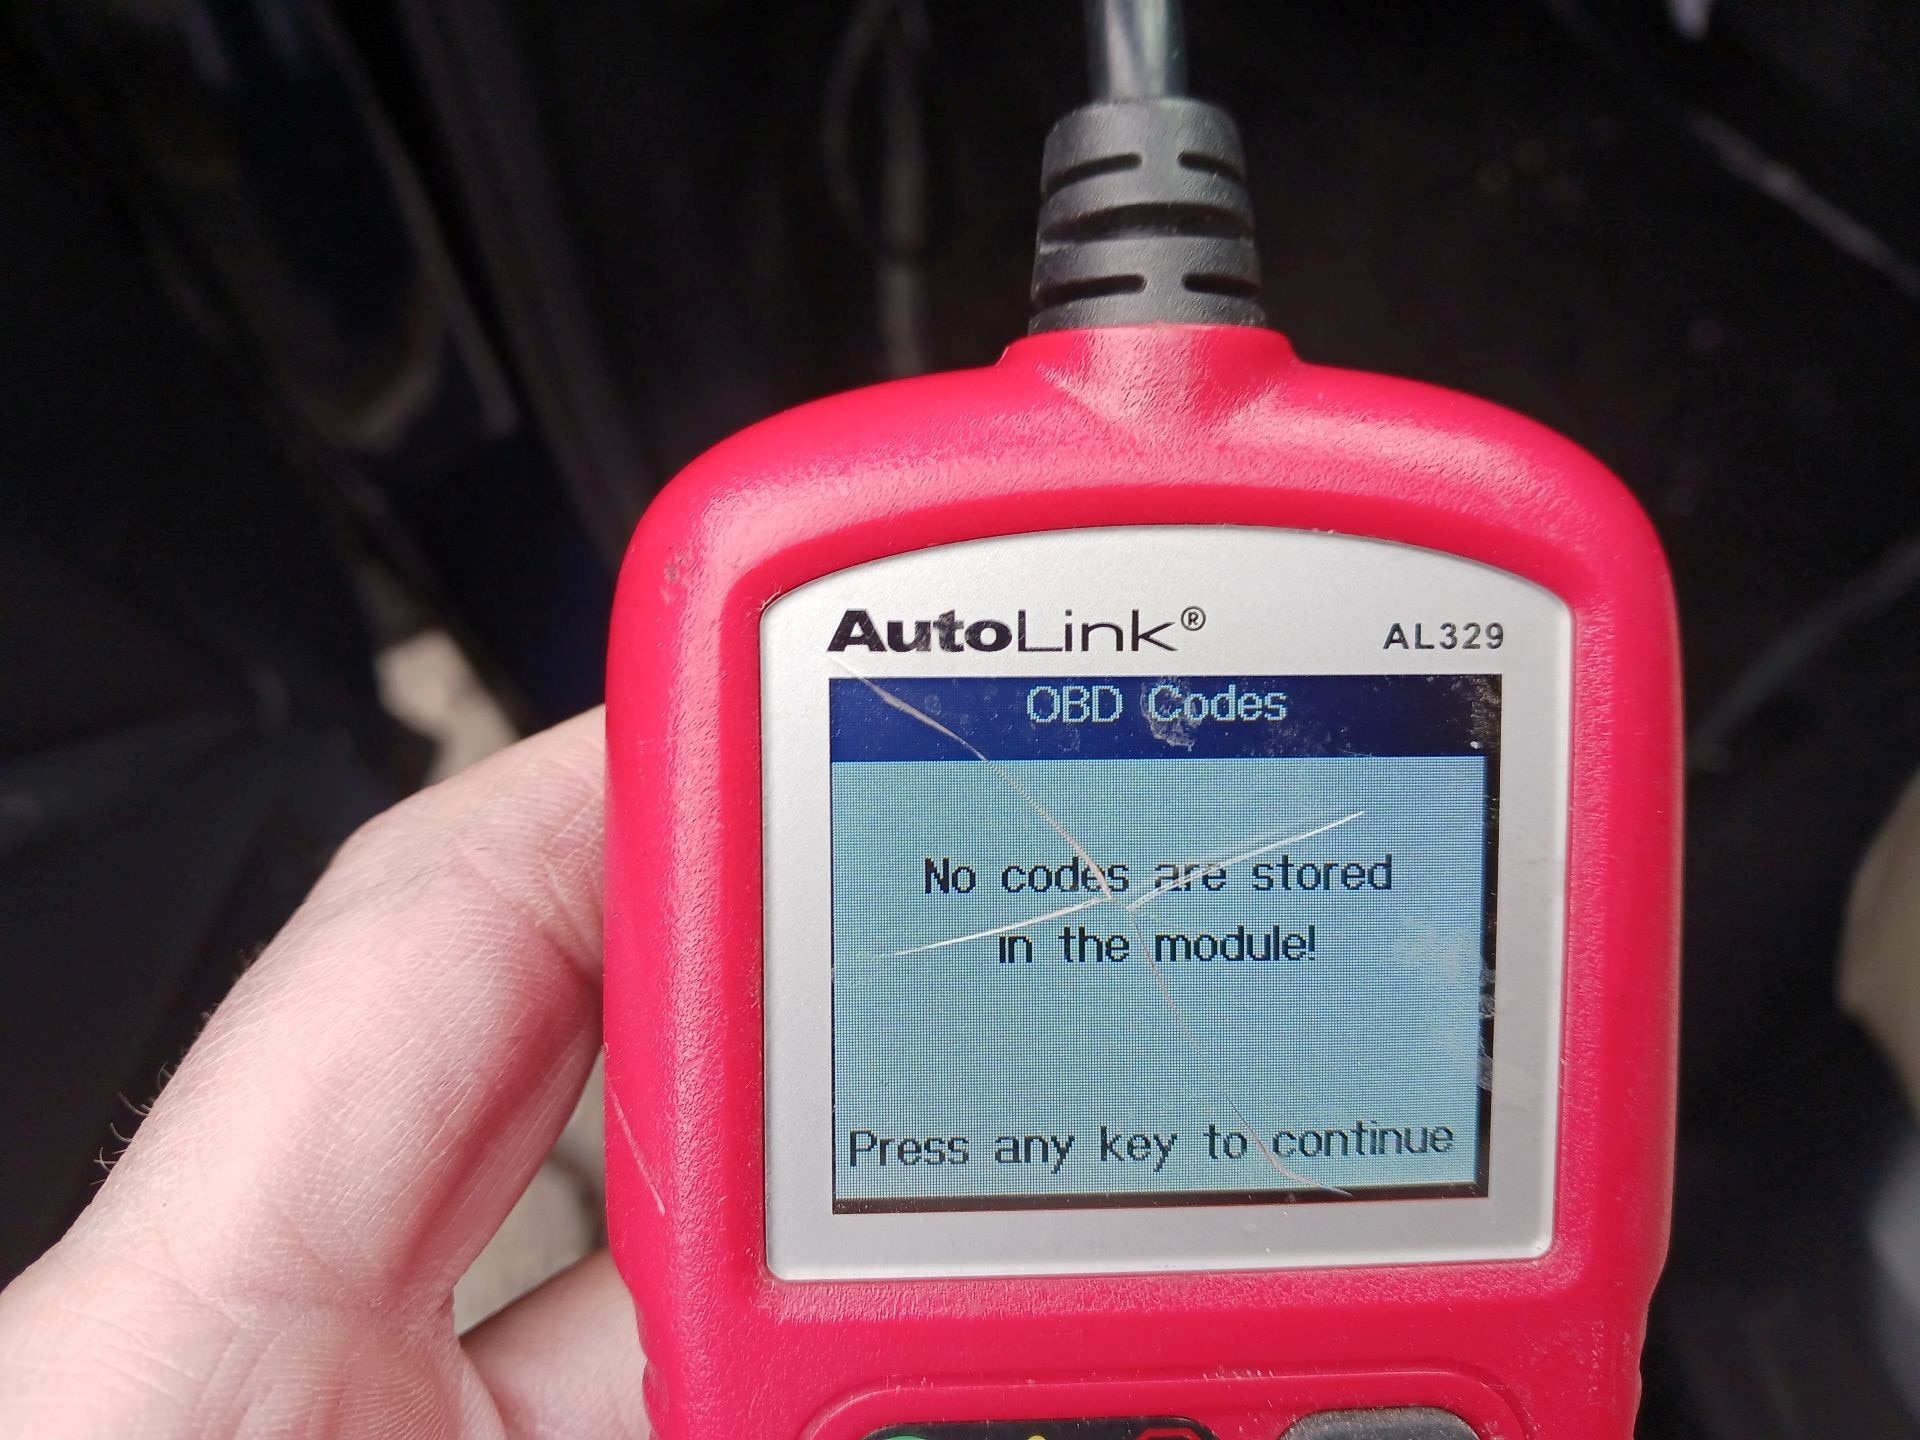 AutoLink®
AL329
OBD Codes
No codes are stored
in the module!
Press any key to continue